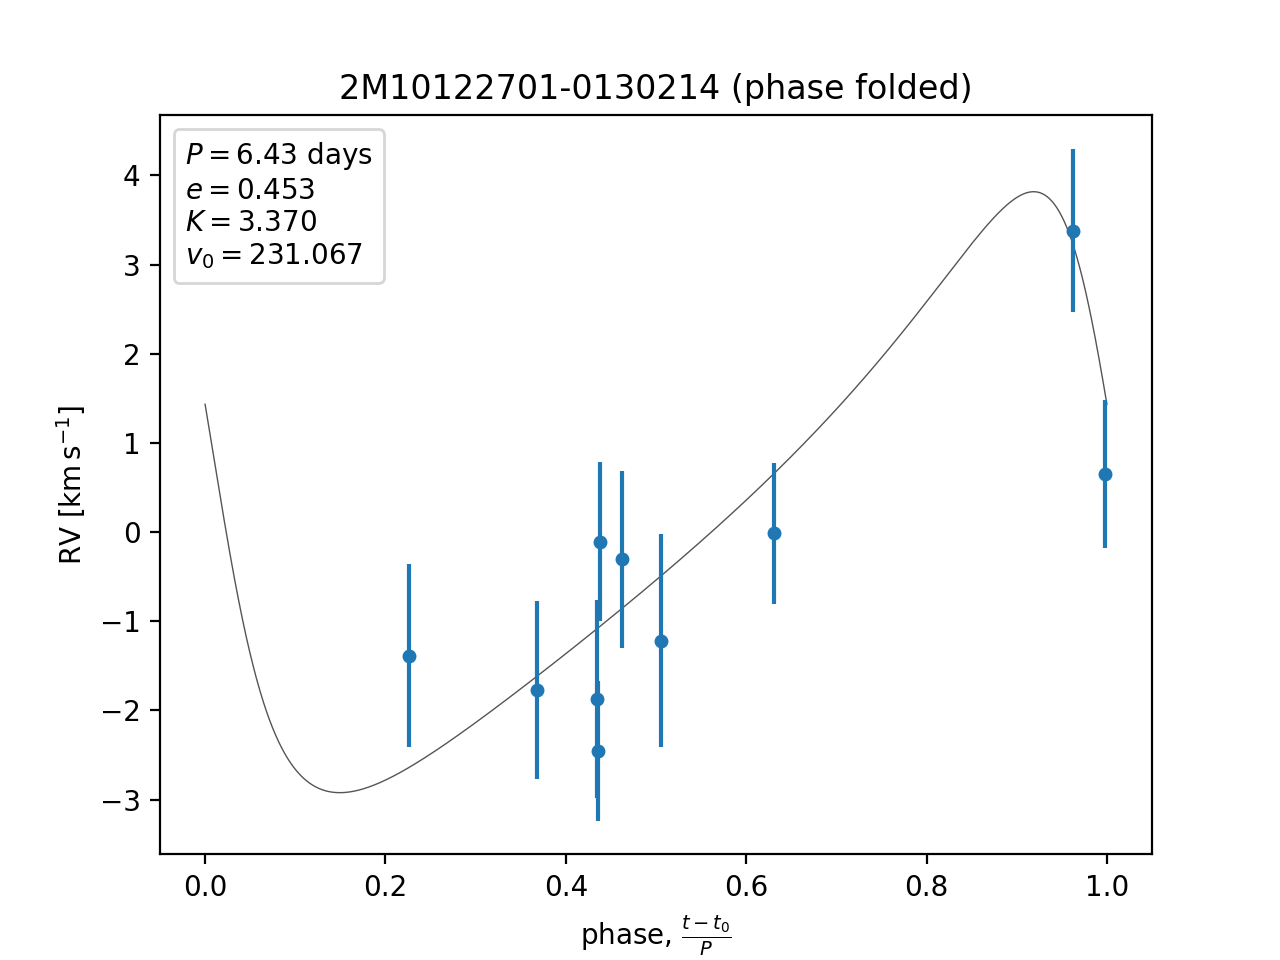 2M10122701-0130214 (phase folded)
P = 6.43 days
e = 0.453
K = 3.370
v₀ = 231.067
4
3
2
1
0
−1
−2
−3
RV [km s⁻¹]
0.0 0.2 0.4 0.6 0.8 1.0
phase, (t − t₀)/P